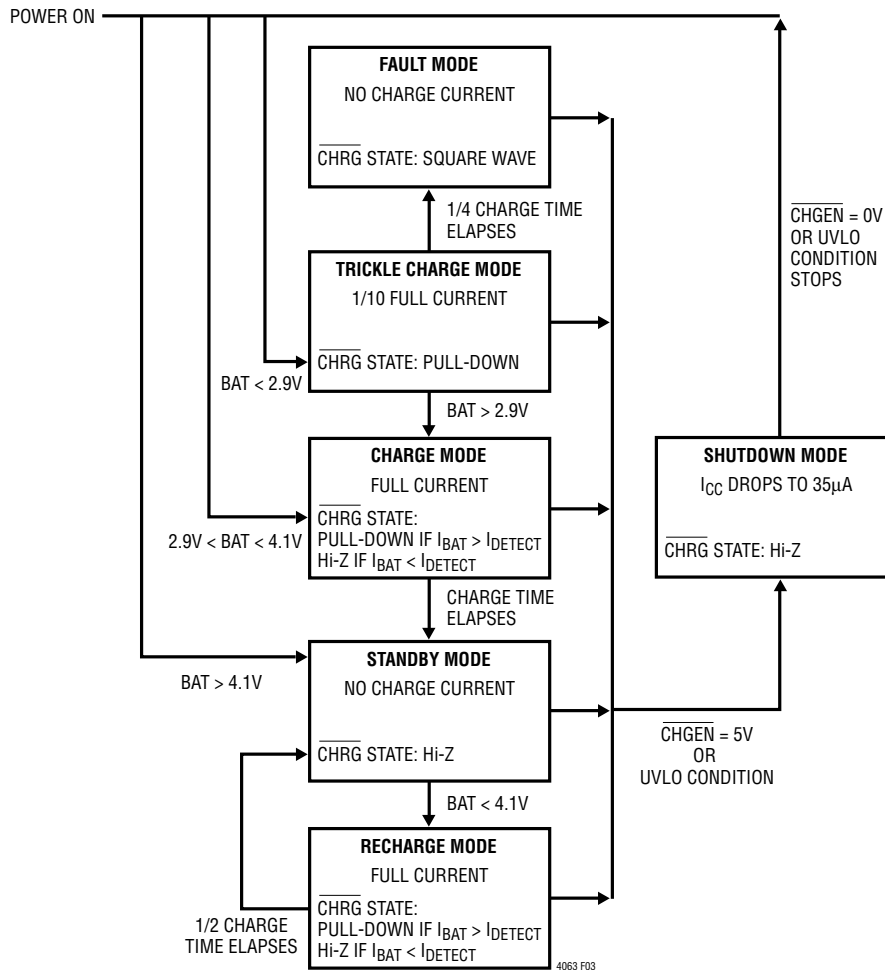 POWER ON
FAULT MODE
NO CHARGE CURRENT
CHRG STATE: SQUARE WAVE
1/4 CHARGE TIME
ELAPSES
TRICKLE CHARGE MODE
1/10 FULL CURRENT
CHRG STATE: PULL-DOWN
BAT < 2.9V
BAT > 2.9V
CHARGE MODE
FULL CURRENT
CHRG STATE:
PULL-DOWN IF IBAT > IDETECT
Hi-Z IF IBAT < IDETECT
2.9V < BAT < 4.1V
CHARGE TIME
ELAPSES
STANDBY MODE
NO CHARGE CURRENT
CHRG STATE: Hi-Z
BAT > 4.1V
BAT < 4.1V
RECHARGE MODE
FULL CURRENT
CHRG STATE:
PULL-DOWN IF IBAT > IDETECT
Hi-Z IF IBAT < IDETECT
1/2 CHARGE
TIME ELAPSES
CHGEN = 0V
OR UVLO
CONDITION
STOPS
SHUTDOWN MODE
ICC DROPS TO 35µA
CHRG STATE: Hi-Z
CHGEN = 5V
OR
UVLO CONDITION
4063 F03